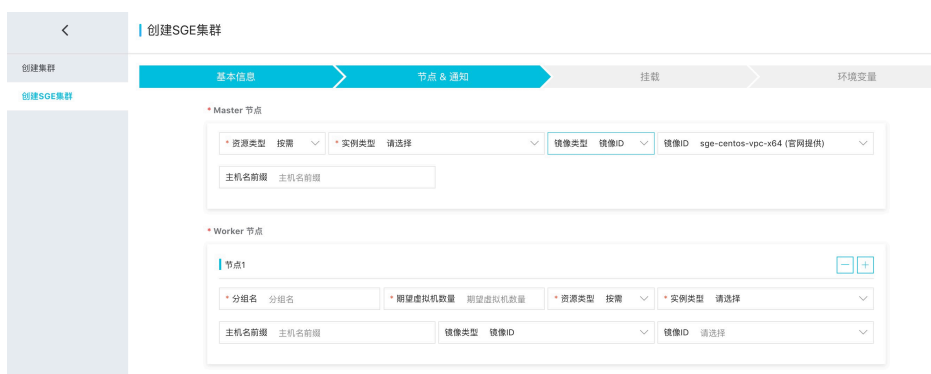 创建SGE集群
创建集群
创建SGE集群
基本信息 节点 & 通知 挂载 环境变量
* Master 节点
* 资源类型 按需 * 实例类型 请选择 镜像类型 镜像ID 镜像ID sge-centos-vpc-x64 (官网提供)
主机名前缀 主机名前缀
* Worker 节点
节点1
* 分组名 分组名 * 期望虚拟机数量 期望虚拟机数量 * 资源类型 按需 * 实例类型 请选择
主机名前缀 主机名前缀 镜像类型 镜像ID 镜像ID 请选择